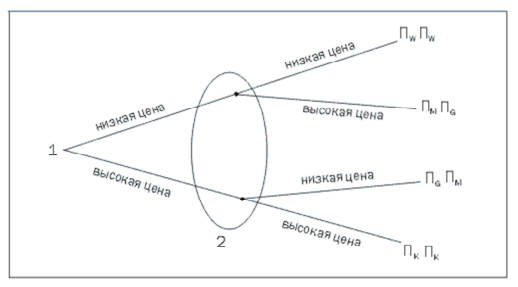 Π_W Π_W
низкая цена
высокая цена
Π_M Π_G
низкая цена
1
высокая цена
низкая цена
Π_G Π_M
высокая цена
2
Π_K Π_K